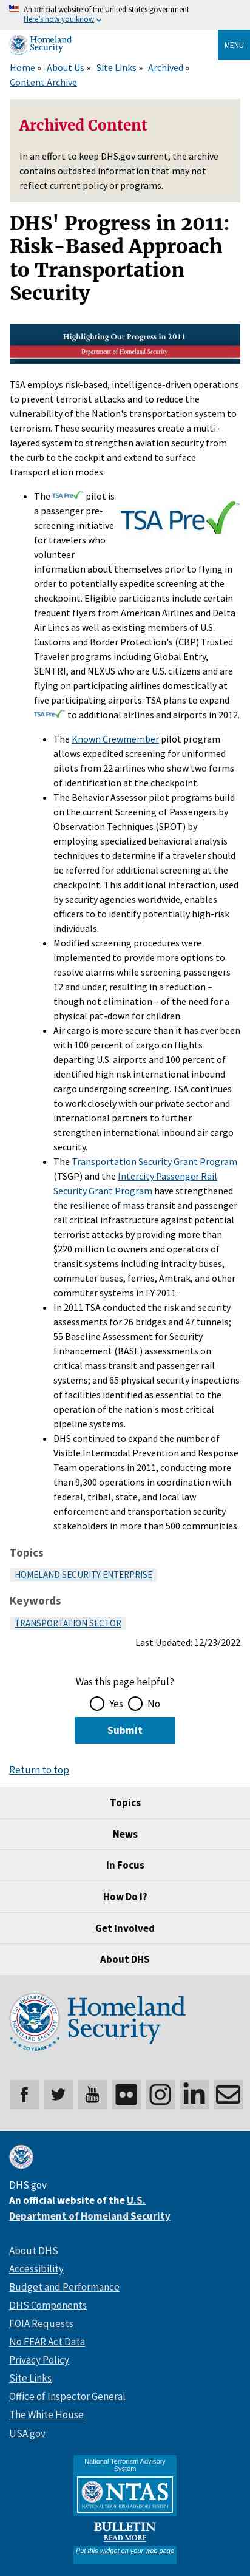 An official website of the United States government
Here's how you know
Homeland
Security
MENU
Home » About Us » Site Links » Archived »
Content Archive
Archived Content
In an effort to keep DHS.gov current, the archive
contains outdated information that may not
reflect current policy or programs.
DHS' Progress in 2011:
Risk-Based Approach
to Transportation
Security
Highlighting Our Progress in 2011
Department of Homeland Security
TSA employs risk-based, intelligence-driven operations
to prevent terrorist attacks and to reduce the
vulnerability of the Nation's transportation system to
terrorism. These security measures create a multi-
layered system to strengthen aviation security from
the curb to the cockpit and extend to surface
transportation modes.
The TSA Pre✓ pilot is
a passenger pre-
screening initiative
for travelers who
volunteer
TSA Pre✓
information about themselves prior to flying in
order to potentially expedite screening at the
checkpoint. Eligible participants include certain
frequent flyers from American Airlines and Delta
Air Lines as well as existing members of U.S.
Customs and Border Protection's (CBP) Trusted
Traveler programs including Global Entry,
SENTRI, and NEXUS who are U.S. citizens and are
flying on participating airlines domestically at
five participating airports. TSA plans to expand
TSA Pre✓ to additional airlines and airports in 2012.
The Known Crewmember pilot program
allows expedited screening for uniformed
pilots from 22 airlines who show two forms
of identification at the checkpoint.
The Behavior Assessor pilot programs build
on the current Screening of Passengers by
Observation Techniques (SPOT) by
employing specialized behavioral analysis
techniques to determine if a traveler should
be referred for additional screening at the
checkpoint. This additional interaction, used
by security agencies worldwide, enables
officers to to identify potentially high-risk
individuals.
Modified screening procedures were
implemented to provide more options to
resolve alarms while screening passengers
12 and under, resulting in a reduction –
though not elimination – of the need for a
physical pat-down for children.
Air cargo is more secure than it has ever been
with 100 percent of cargo on flights
departing U.S. airports and 100 percent of
identified high risk international inbound
cargo undergoing screening. TSA continues
to work closely with our private sector and
international partners to further
strengthen international inbound air cargo
security.
The Transportation Security Grant Program
(TSGP) and the Intercity Passenger Rail
Security Grant Program have strengthened
the resilience of mass transit and passenger
rail critical infrastructure against potential
terrorist attacks by providing more than
$220 million to owners and operators of
transit systems including intracity buses,
commuter buses, ferries, Amtrak, and other
commuter systems in FY 2011.
In 2011 TSA conducted the risk and security
assessments for 26 bridges and 47 tunnels;
55 Baseline Assessment for Security
Enhancement (BASE) assessments on
critical mass transit and passenger rail
systems; and 65 physical security inspections
of facilities identified as essential to the
operation of the nation's most critical
pipeline systems.
DHS continued to expand the number of
Visible Intermodal Prevention and Response
Team operations in 2011, conducting more
than 9,300 operations in coordination with
federal, tribal, state, and local law
enforcement and transportation security
stakeholders in more than 500 communities.
Topics
HOMELAND SECURITY ENTERPRISE
Keywords
TRANSPORTATION SECTOR
Last Updated: 12/23/2022
Was this page helpful?
Yes No
Submit
Return to top
Topics
News
In Focus
How Do I?
Get Involved
About DHS
Homeland
Security
20 YEARS
You
Tube
DHS.gov
An official website of the U.S.
Department of Homeland Security
About DHS
Accessibility
Budget and Performance
DHS Components
FOIA Requests
No FEAR Act Data
Privacy Policy
Site Links
Office of Inspector General
The White House
USA.gov
National Terrorism Advisory
System
NTAS
NATIONAL TERRORISM ADVISORY SYSTEM
BULLETIN
READ MORE
Put this widget on your web page